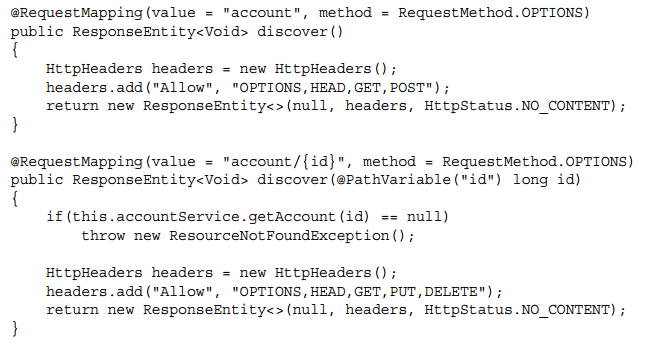 @RequestMapping(value = "account", method = RequestMethod.OPTIONS)
public ResponseEntity<Void> discover()
{
    HttpHeaders headers = new HttpHeaders();
    headers.add("Allow", "OPTIONS,HEAD,GET,POST");
    return new ResponseEntity<>(null, headers, HttpStatus.NO_CONTENT);
}

@RequestMapping(value = "account/{id}", method = RequestMethod.OPTIONS)
public ResponseEntity<Void> discover(@PathVariable("id") long id)
{
    if(this.accountService.getAccount(id) == null)
        throw new ResourceNotFoundException();

    HttpHeaders headers = new HttpHeaders();
    headers.add("Allow", "OPTIONS,HEAD,GET,PUT,DELETE");
    return new ResponseEntity<>(null, headers, HttpStatus.NO_CONTENT);
}